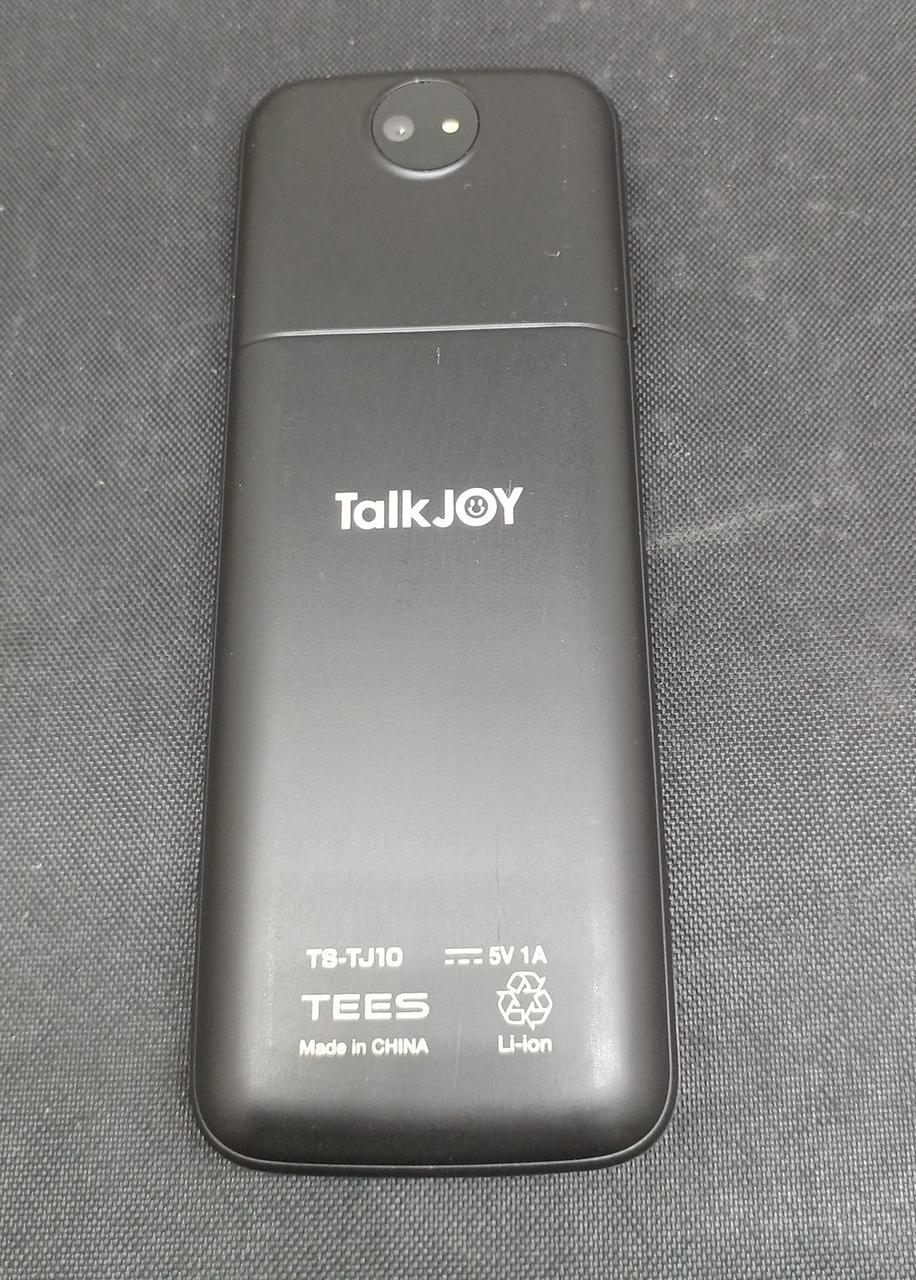 TalkJOY
TS-TJ10 5V 1A
TEES
Made in CHINA Li-ion